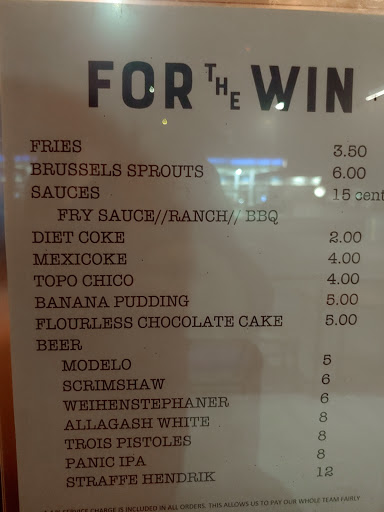 FOR THE WIN
FRIES 3.50
BRUSSELS SPROUTS 6.00
SAUCES 15 cent
FRY SAUCE//RANCH// BBQ
DIET COKE 2.00
MEXICOKE 4.00
TOPO CHICO 4.00
BANANA PUDDING 5.00
FLOURLESS CHOCOLATE CAKE 5.00
BEER
MODELO 5
SCRIMSHAW 6
WEIHENSTEPHANER 6
ALLAGASH WHITE 8
TROIS PISTOLES 8
PANIC IPA 8
STRAFFE HENDRIK 12
SERVICE CHARGE IS INCLUDED IN ALL ORDERS. THIS ALLOWS US TO PAY OUR WHOLE TEAM FAIRLY